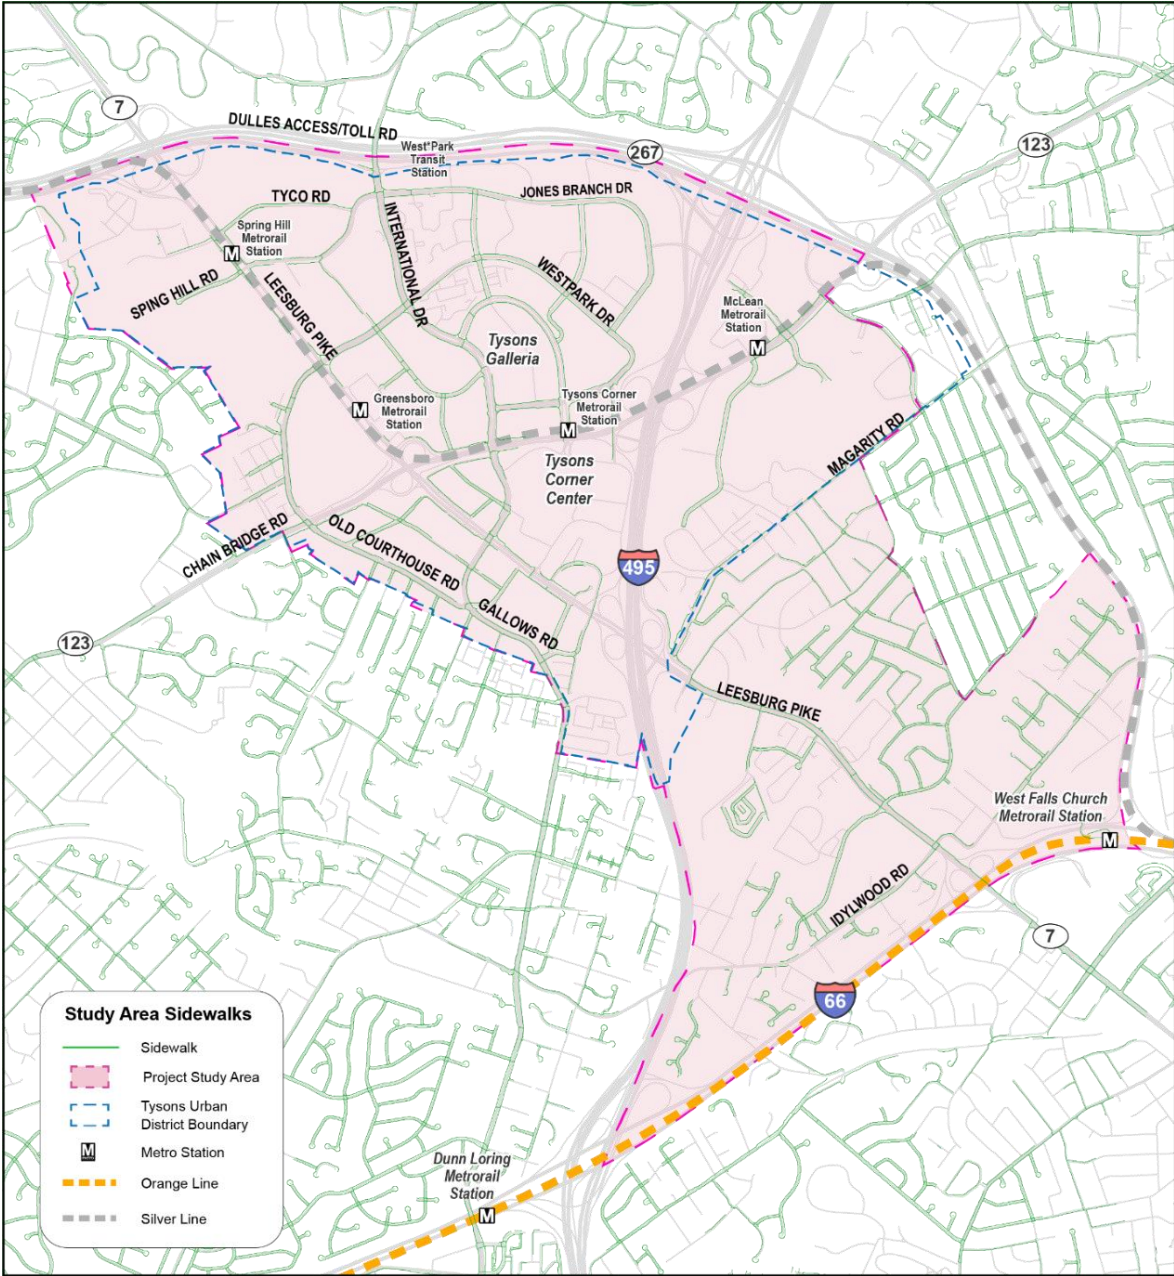 7
DULLES ACCESS/TOLL RD
West*Park
Transit
Station
267
123
TYCO RD
JONES BRANCH DR
Spring Hill
Metrorail
Station
M
INTERNATIONAL DR
SPING HILL RD
LEESBURG PIKE
WESTPARK DR
McLean
Metrorail
Station
M
Tysons
Galleria
Greensboro
Metrorail
Station
M
Tysons Corner
Metrorail
Station
M
MAGARITY RD
Tysons
Corner
Center
CHAIN BRIDGE RD
OLD COURTHOUSE RD
495
GALLOWS RD
123
LEESBURG PIKE
West Falls Church
Metrorail Station
M
IDYLWOOD RD
7
66
Study Area Sidewalks
Sidewalk
Project Study Area
Tysons Urban
District Boundary
M
Metro Station
Orange Line
Silver Line
Dunn Loring
Metrorail
Station
M